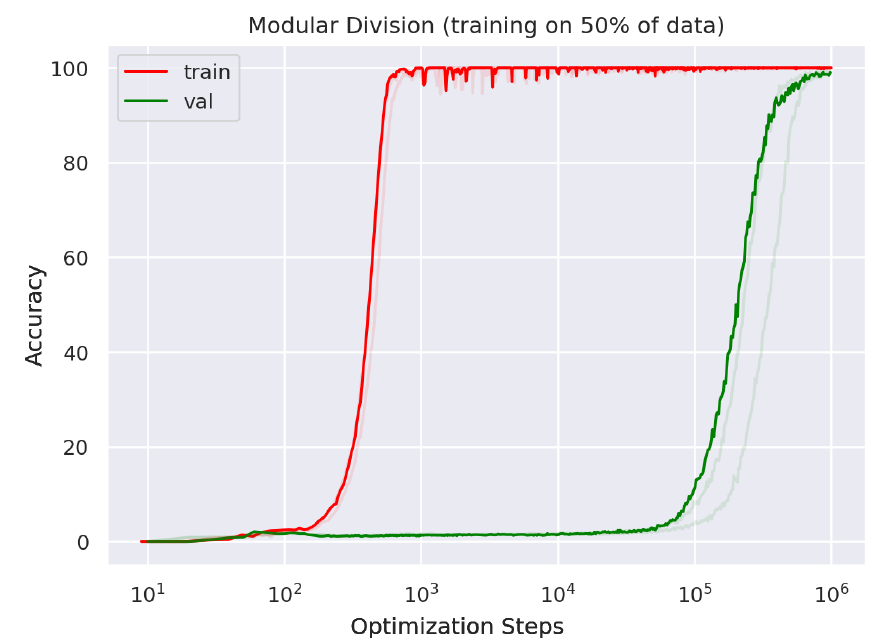 Modular Division (training on 50% of data)
train
val
100
80
60
40
20
0
Accuracy
10¹ 10² 10³ 10⁴ 10⁵ 10⁶
Optimization Steps